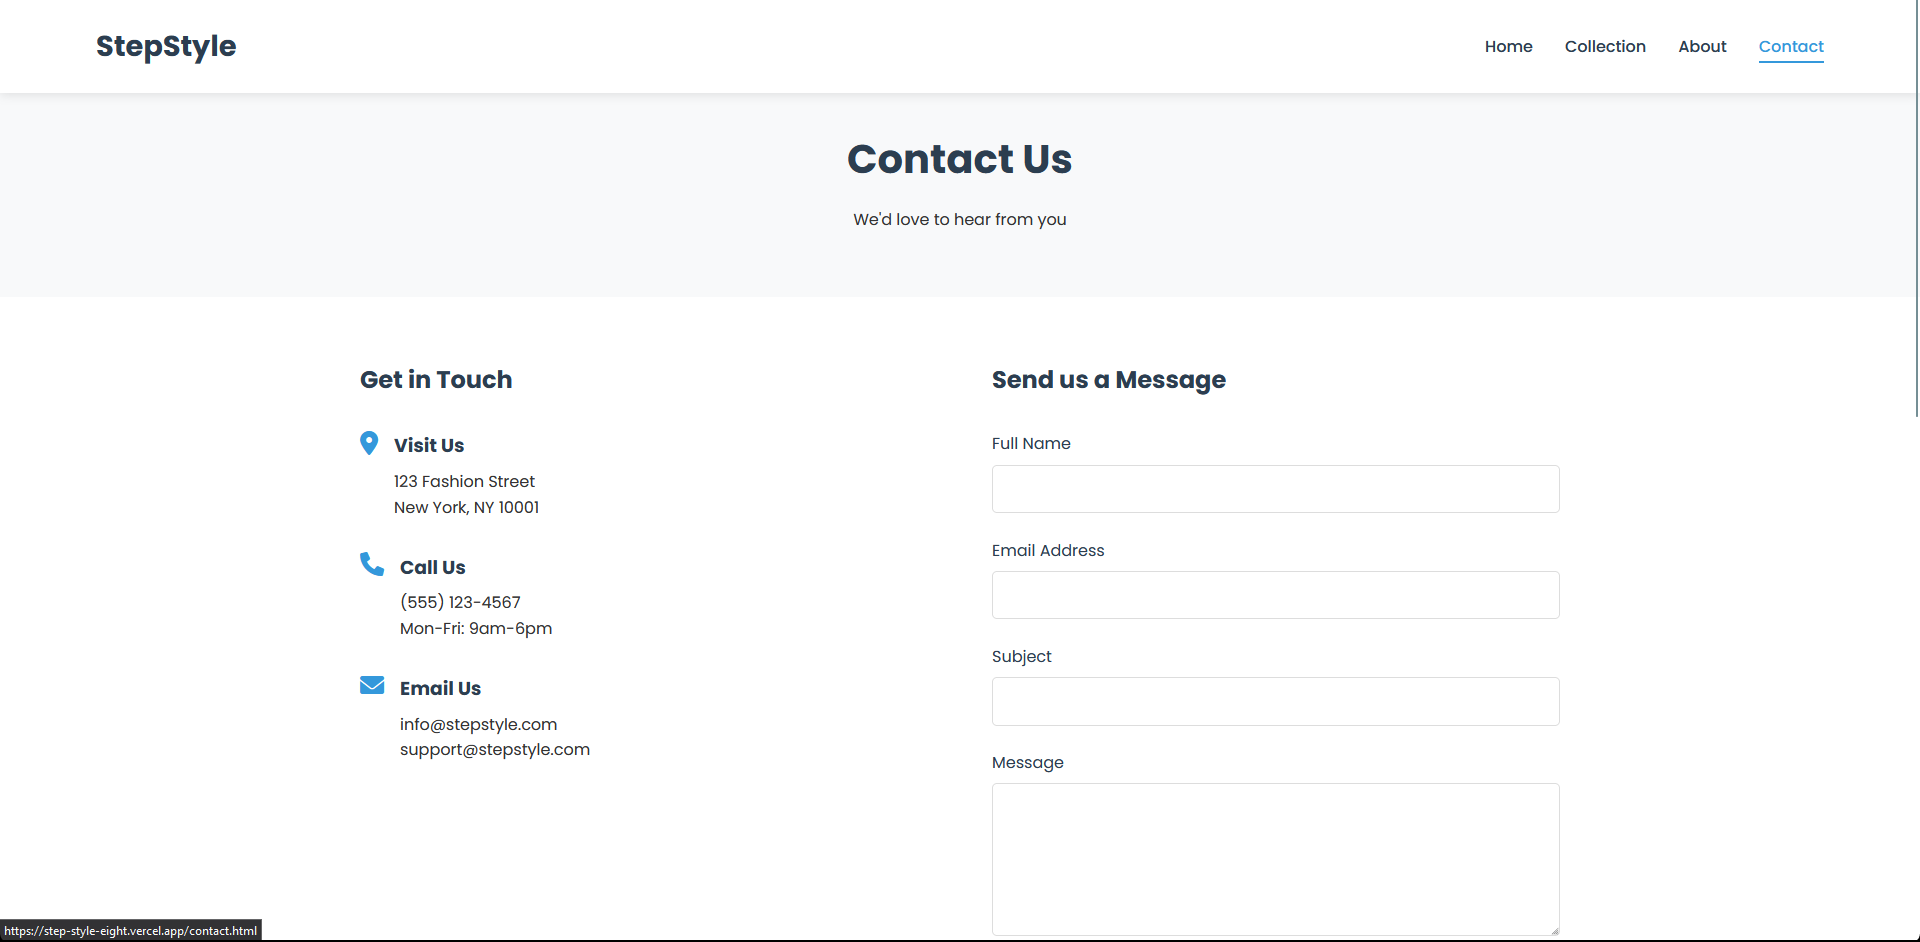 StepStyle
Home
Collection
About
Contact
Contact Us
We'd love to hear from you
Get in Touch
Visit Us
123 Fashion Street
New York, NY 10001
Call Us
(555) 123-4567
Mon-Fri: 9am-6pm
Email Us
info@stepstyle.com
support@stepstyle.com
Send us a Message
Full Name
Email Address
Subject
Message
https://step-style-eight.vercel.app/contact.html